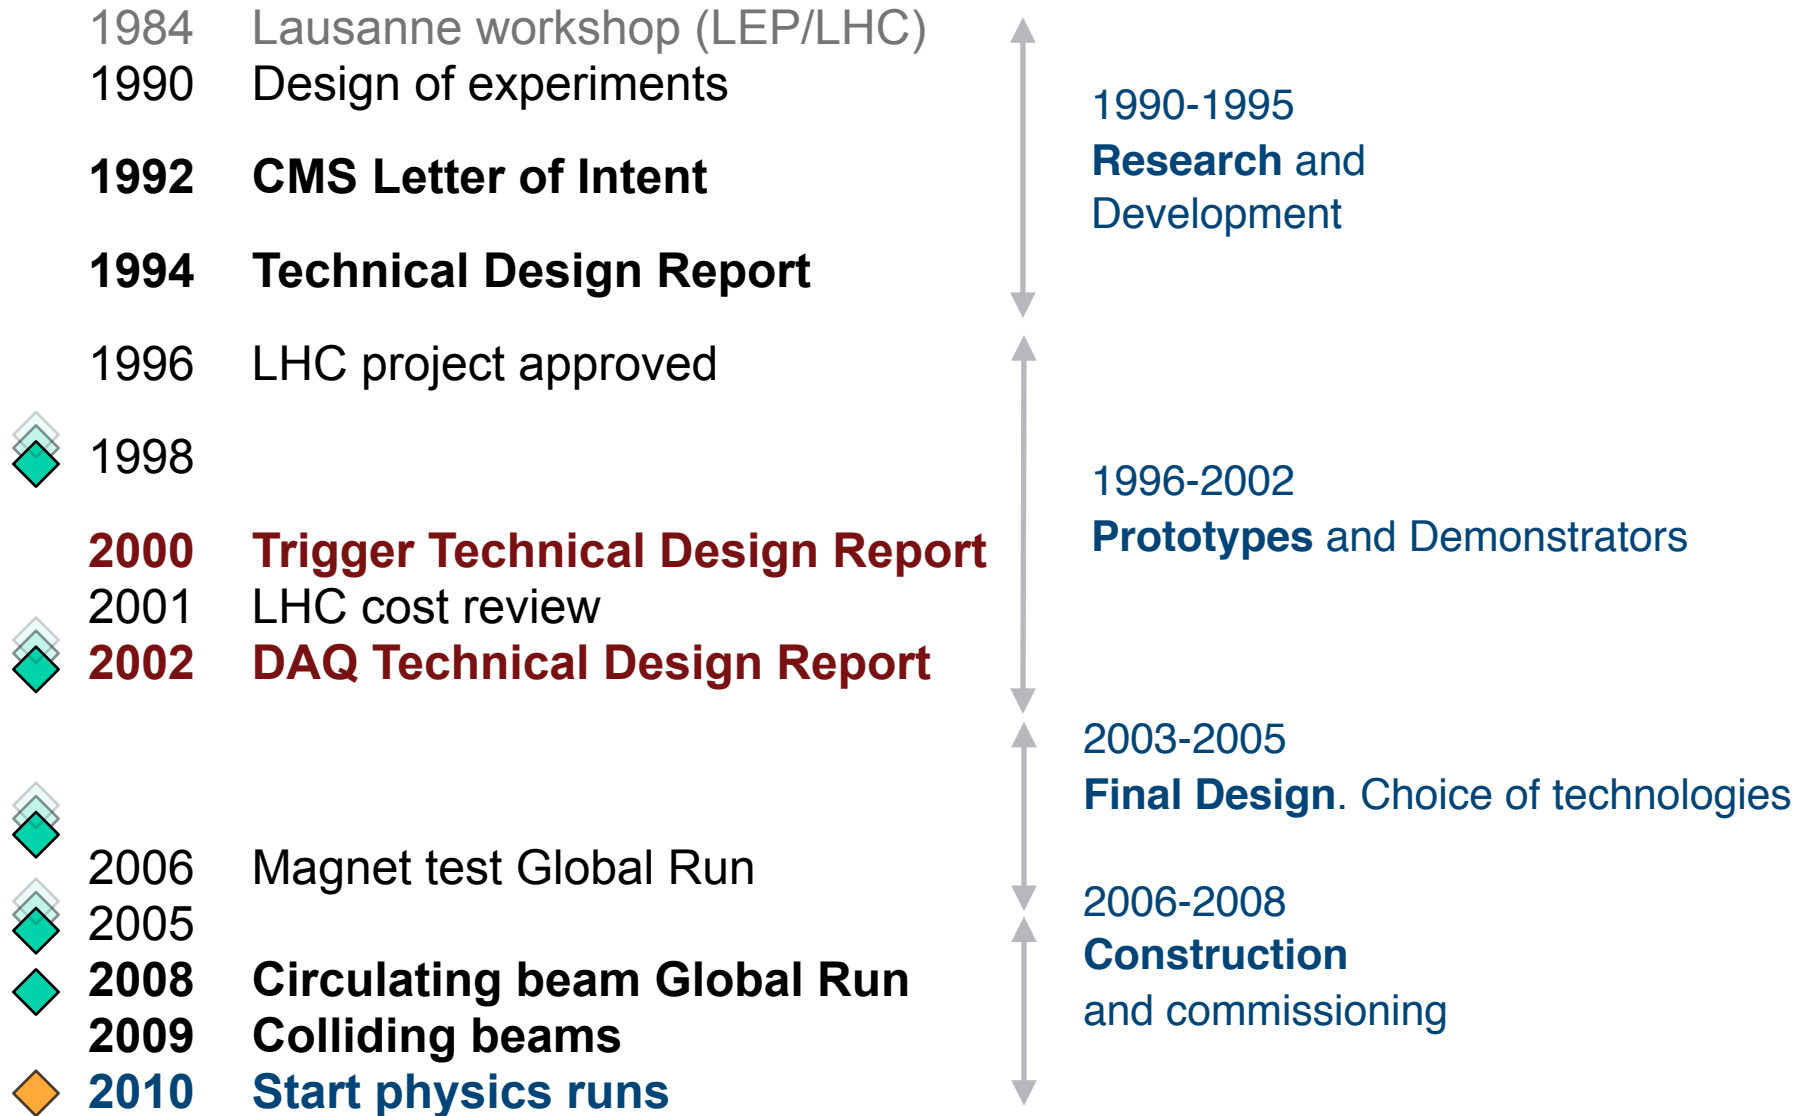 1984 Lausanne workshop (LEP/LHC)
1990 Design of experiments
1992 CMS Letter of Intent
1994 Technical Design Report
1996 LHC project approved
1998
2000 Trigger Technical Design Report
2001 LHC cost review
2002 DAQ Technical Design Report
2006 Magnet test Global Run
2005
2008 Circulating beam Global Run
2009 Colliding beams
2010 Start physics runs
1990-1995
Research and
Development
1996-2002
Prototypes and Demonstrators
2003-2005
Final Design. Choice of technologies
2006-2008
Construction
and commissioning